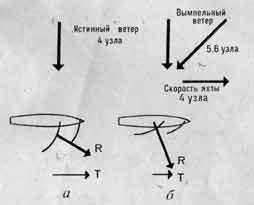 Истинный ветер
4 узла
Вымпельный
ветер
5,6 узла
Скорость яхты
4 узла
R
T
а
R
T
б